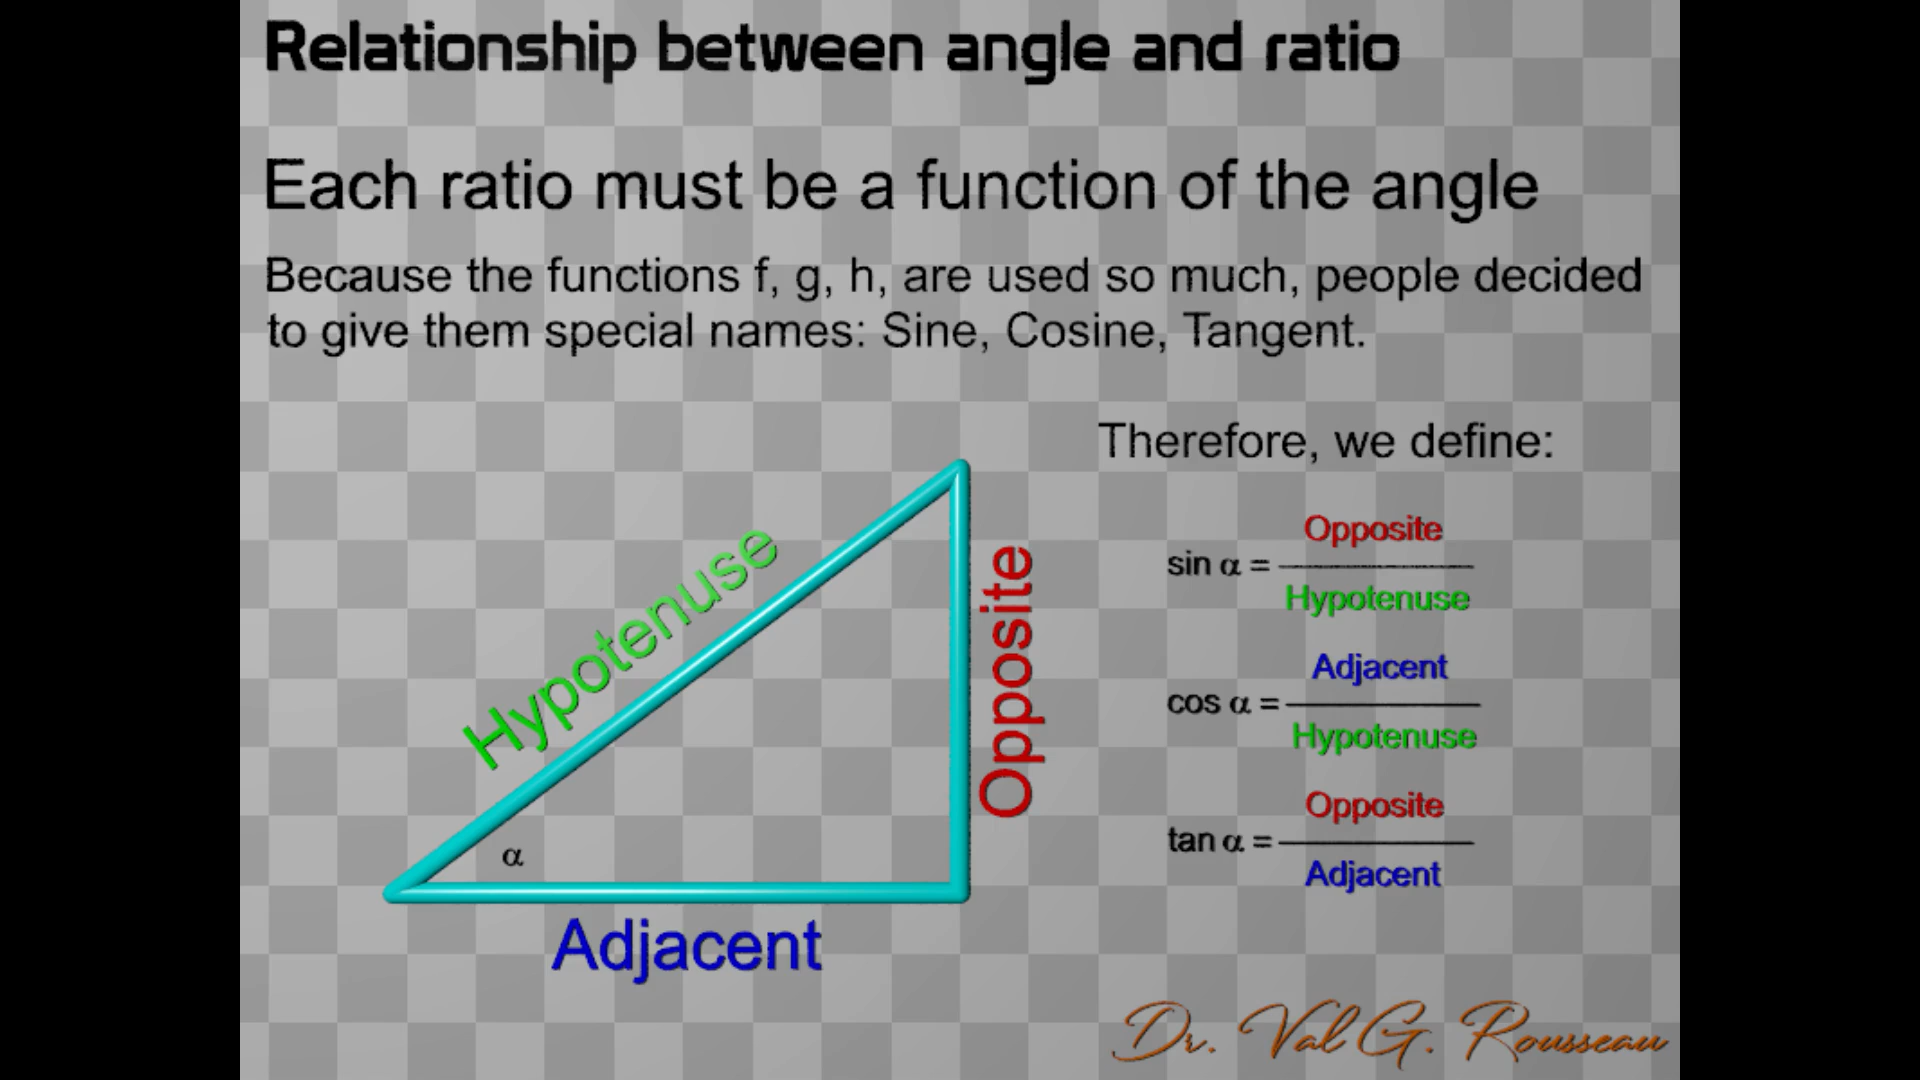 Relationship between angle and ratio
Each ratio must be a function of the angle
Because the functions f, g, h, are used so much, people decided
to give them special names: Sine, Cosine, Tangent.
Therefore, we define:
Hypotenuse
Opposite
α
Adjacent
sin α = Opposite
Hypotenuse
cos α = Adjacent
Hypotenuse
tan α = Opposite
Adjacent
Dr. Val G. Rousseau